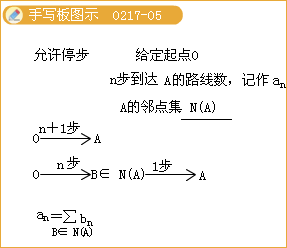 手写板图示 0217-05
允许停步 给定起点O
n步到达 A的路线数，记作 aₙ
A的邻点集 N(A)
n+1步
O→A
n步 1步
O→B∈ N(A)→A
aₙ=∑bₙ
B∈ N(A)